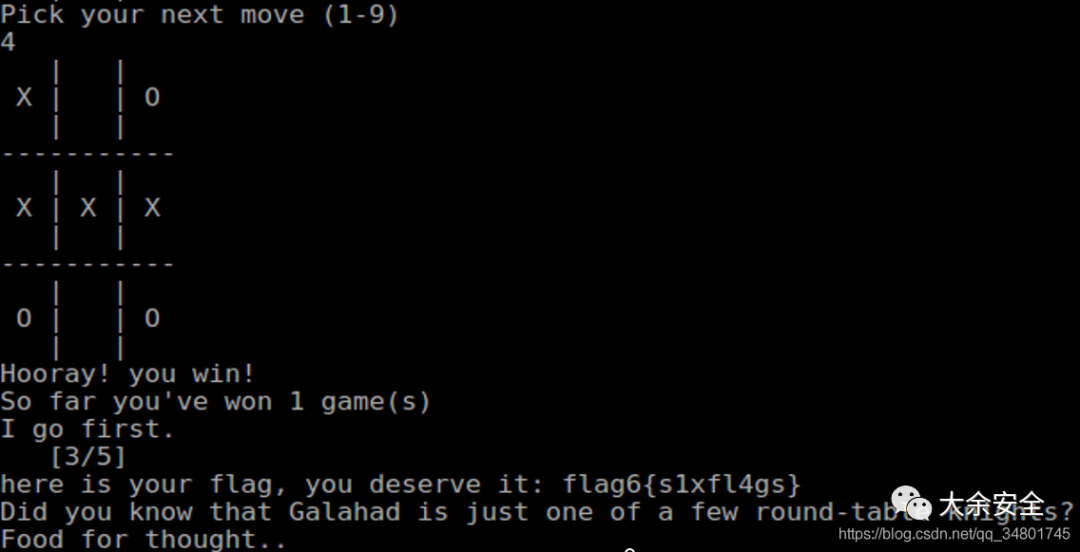 Pick your next move (1-9)
4
   |   |
 X |   | O
   |   |
-----------
   |   |
 X | X | X
   |   |
-----------
   |   |
 O |   | O
   |   |
Hooray! you win!
So far you've won 1 game(s)
I go first.
   [3/5]
here is your flag, you deserve it: flag6{s1xfl4gs}
Did you know that Galahad is just one of a few round-table knights?
大余安全
https://blog.csdn.net/qq_34801745
Food for thought..